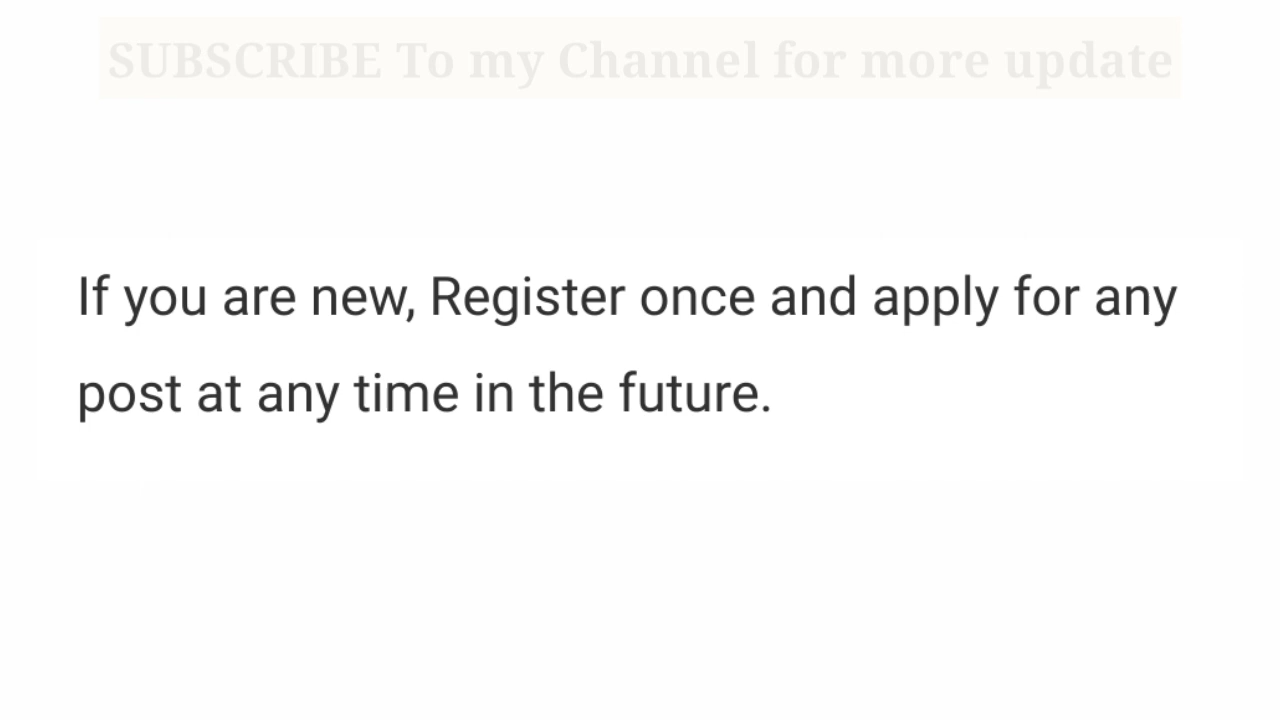 SUBSCRIBE To my Channel for more update
If you are new, Register once and apply for any
post at any time in the future.